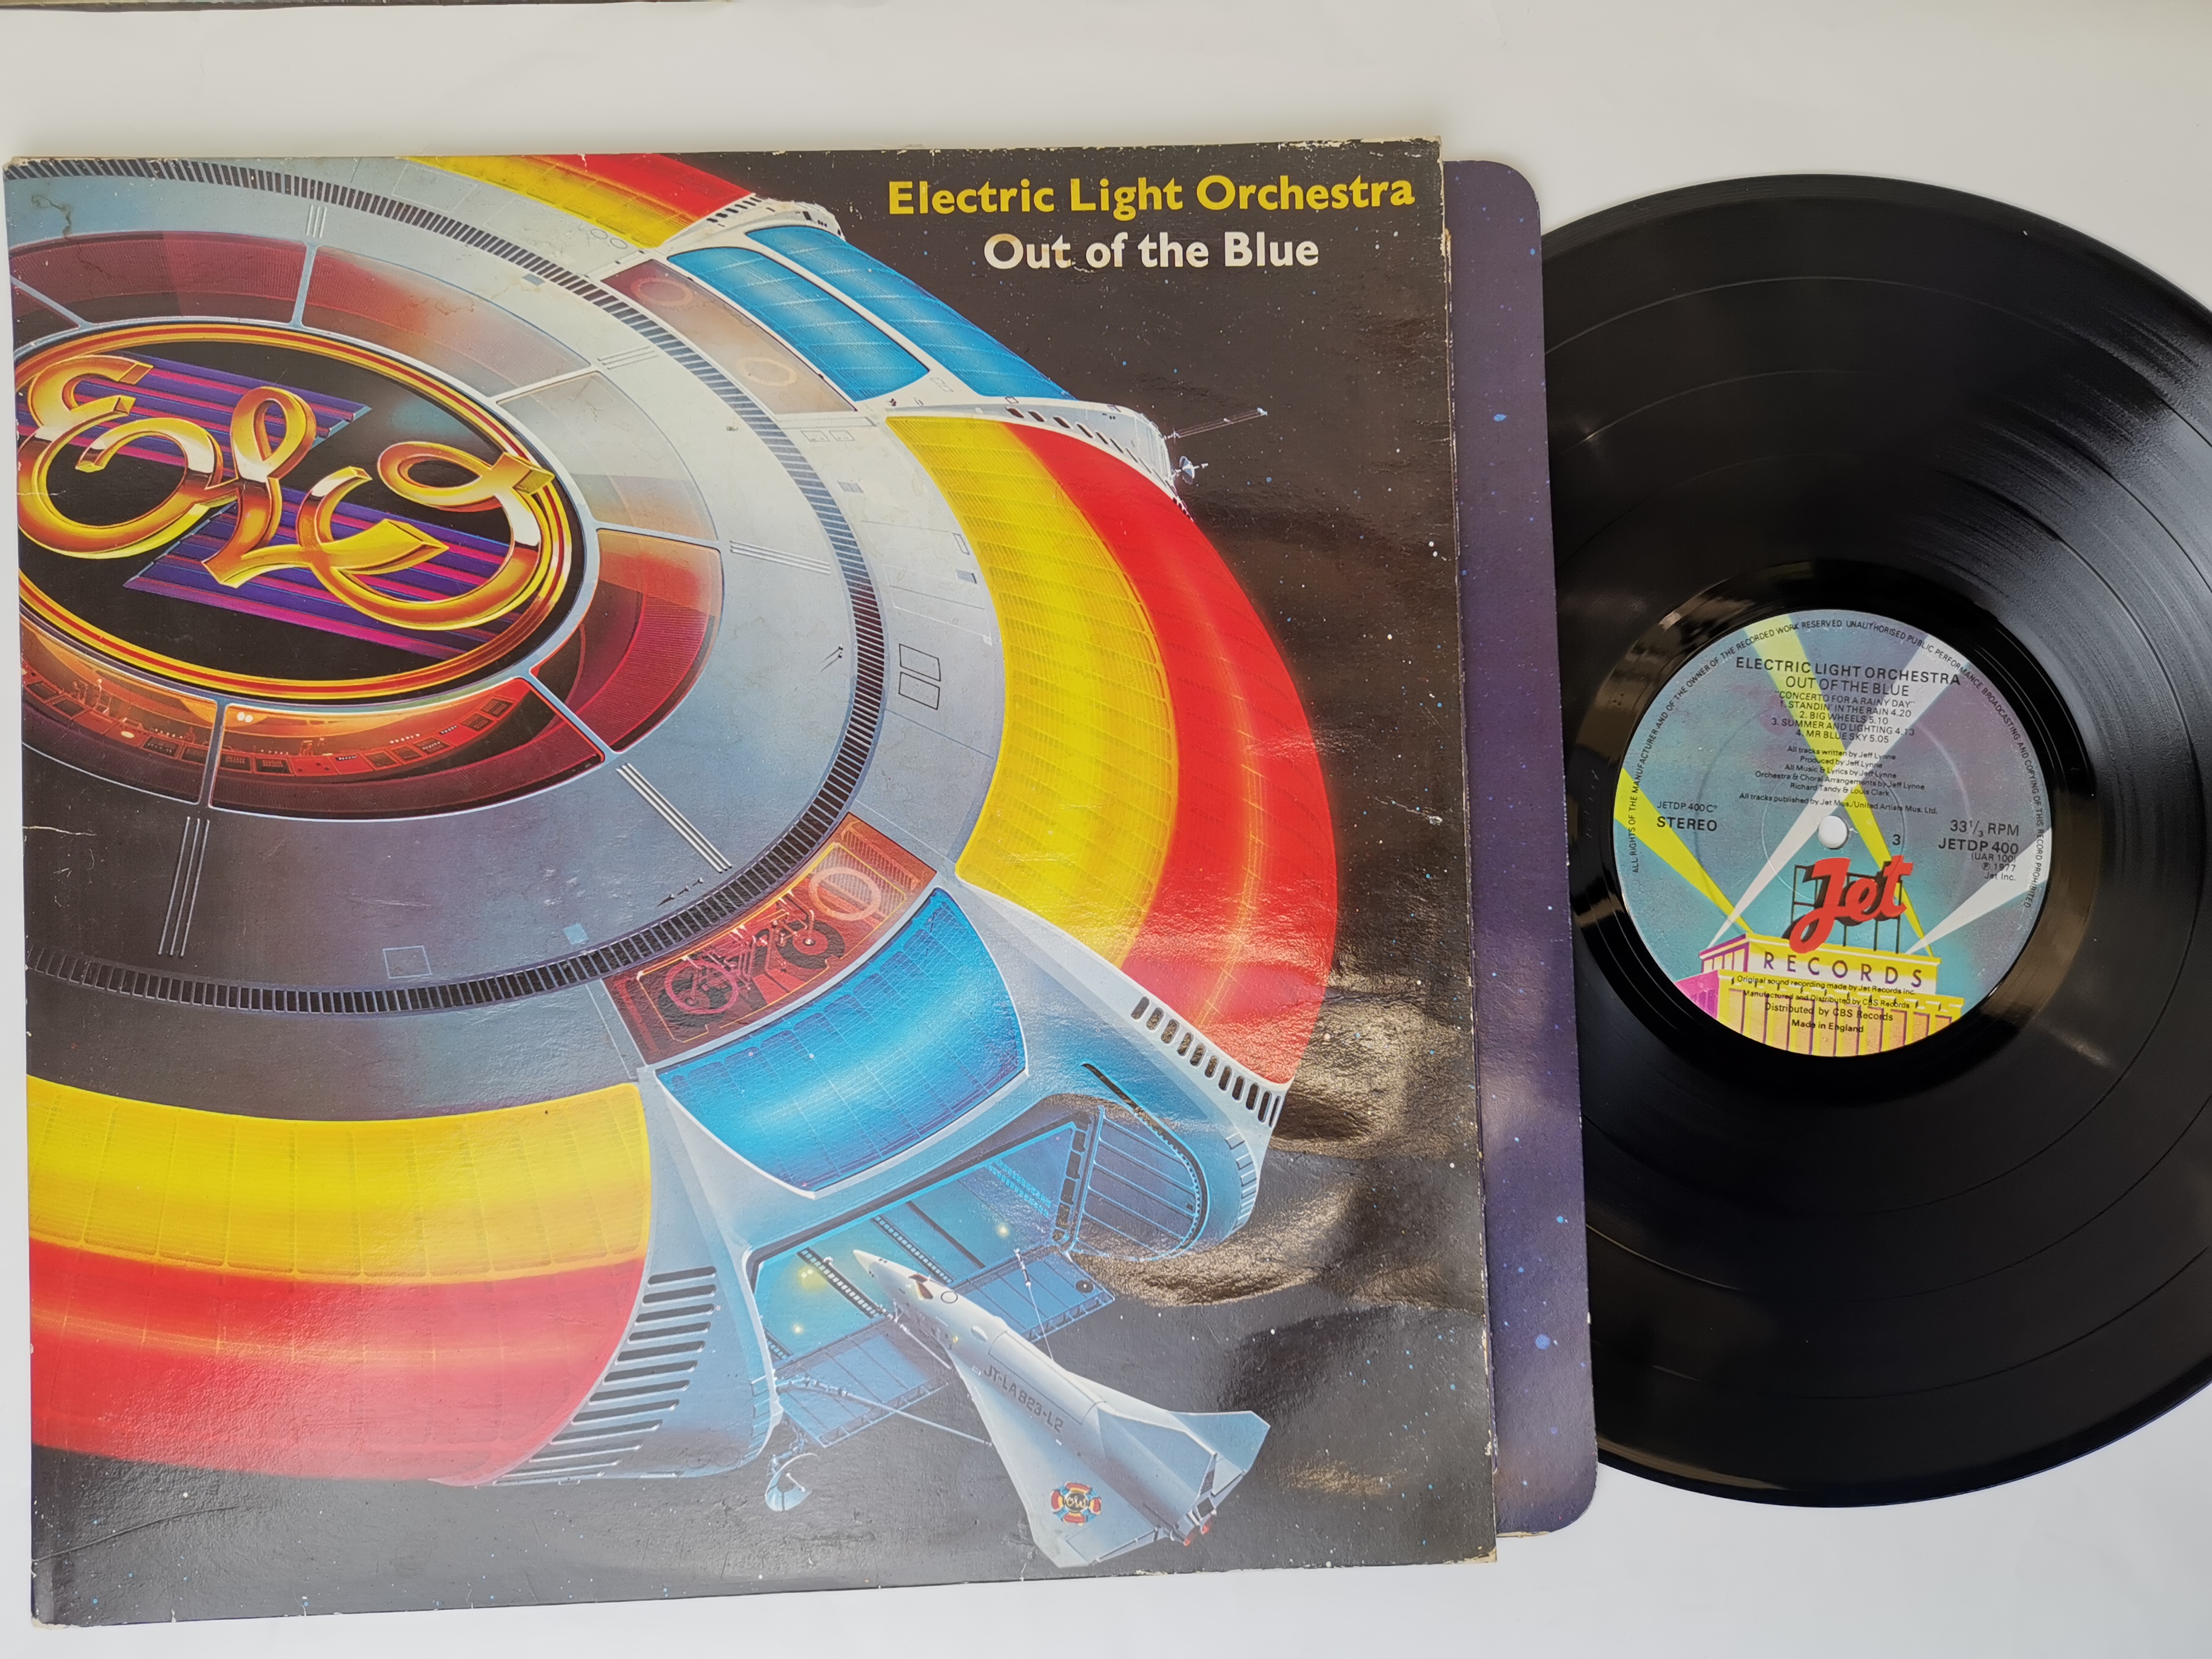 Electric Light Orchestra
Out of the Blue
ELO
JT-LA 823-L2
ALL RIGHTS OF THE MANUFACTURER AND OF THE OWNER OF THE RECORDED WORK RESERVED UNAUTHORISED PUBLIC PERFORMANCE BROADCASTING AND COPYING OF THIS RECORD PROHIBITED
ELECTRIC LIGHT ORCHESTRA
OUT OF THE BLUE
"CONCERTO FOR A RAINY DAY"
1. STANDIN' IN THE RAIN 4.20
2. BIG WHEELS 5.10
3. SUMMER AND LIGHTING 4.13
4. MR BLUE SKY 5.05
All tracks written by Jeff Lynne
Produced by Jeff Lynne
All Music & Lyrics by Jeff Lynne
Orchestra & Choral Arrangements by Jeff Lynne
Richard Tandy & Louis Clark
All tracks published by Jet Mus./United Artists Mus. Ltd.
JETDP 400 C
STEREO
3
33 1/3 RPM
JETDP 400
(UAR 100)
℗ 1977
Jet Inc.
Jet
RECORDS
Original sound recording made by Jet Records Inc.
Manufactured and Distributed by CBS Records
Distributed by CBS Records
Made in England